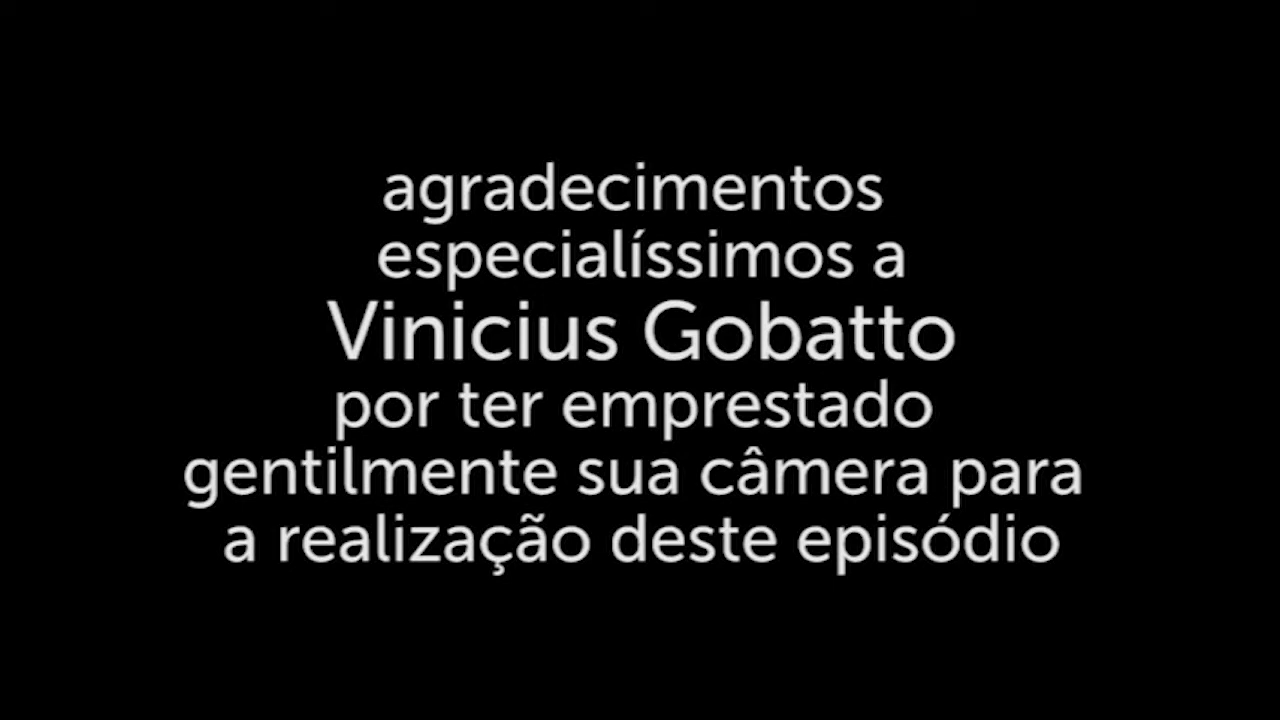 agradecimentos
especialíssimos a
Vinicius Gobatto
por ter emprestado
gentilmente sua câmera para
a realização deste episódio